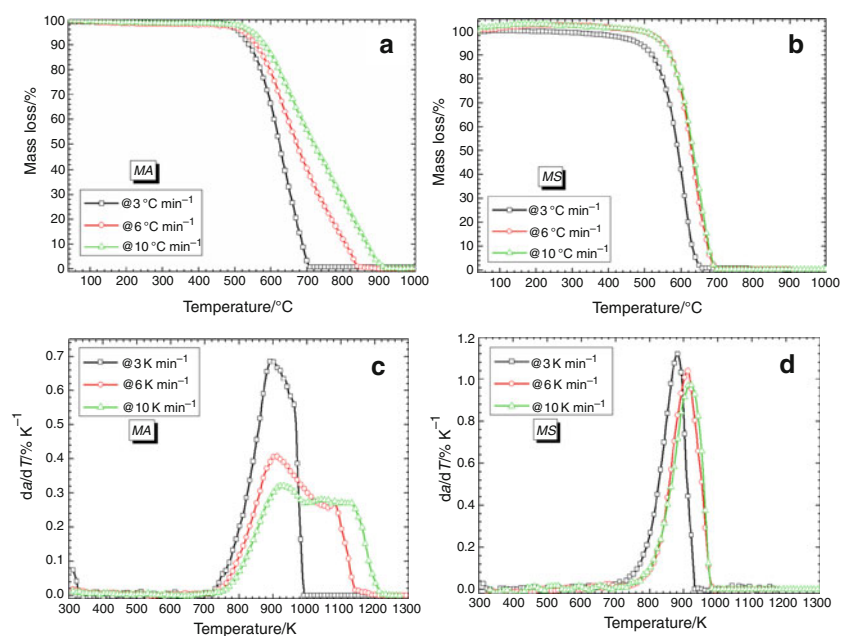 a
Mass loss/%
100
90
80
70
60
50
40
30
20
10
0
MA
@3 °C min⁻¹
@6 °C min⁻¹
@10 °C min⁻¹
100 200 300 400 500 600 700 800 900 1000
Temperature/°C
b
Mass loss/%
100
90
80
70
60
50
40
30
20
10
0
MS
@3 °C min⁻¹
@6 °C min⁻¹
@10 °C min⁻¹
100 200 300 400 500 600 700 800 900 1000
Temperature/°C
c
da/dT/% K⁻¹
0.7
0.6
0.5
0.4
0.3
0.2
0.1
0.0
@3 K min⁻¹
@6 K min⁻¹
@10 K min⁻¹
MA
300 400 500 600 700 800 900 1000 1100 1200 1300
Temperature/K
d
da/dT/% K⁻¹
1.2
1.0
0.8
0.6
0.4
0.2
0.0
@3 K min⁻¹
@6 K min⁻¹
@10 K min⁻¹
MS
300 400 500 600 700 800 900 1000 1100 1200 1300
Temperature/K